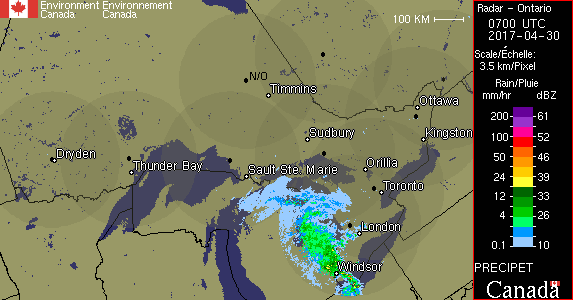 Environment Environnement
Canada Canada
100 KM
N/O
Timmins
Ottawa
Sudbury
Kingston
Dryden
Thunder Bay
Sault Ste. Marie
Orillia
Toronto
London
Windsor
Radar - Ontario
0700 UTC
2017-04-30
Scale/Échelle:
3.5 km/Pixel
Rain/Pluie
mm/hr dBZ
200 61
100 52
50 46
24 39
12 33
4 26
0.1 10
PRECIPET
Canada